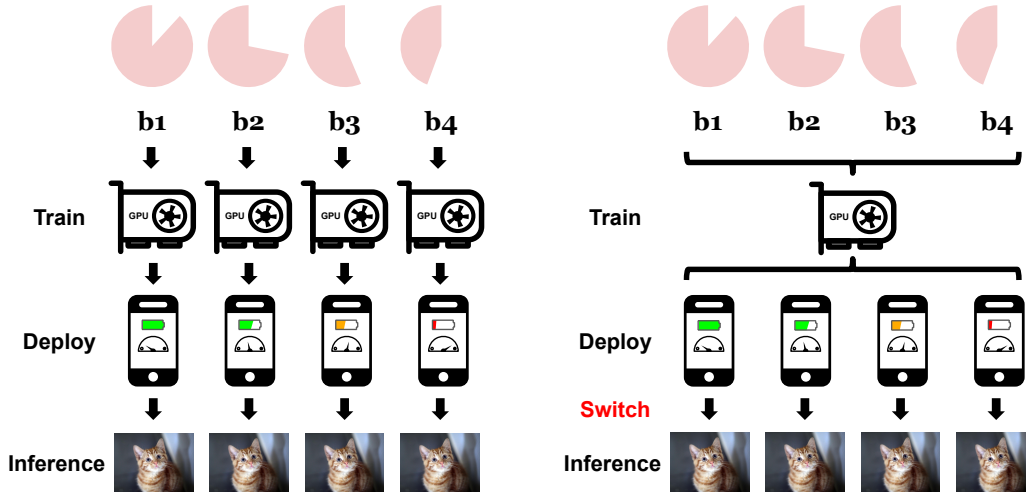 b1 b2 b3 b4 b1 b2 b3 b4
Train GPU GPU GPU GPU Train GPU
Deploy Deploy
Switch
Inference Inference